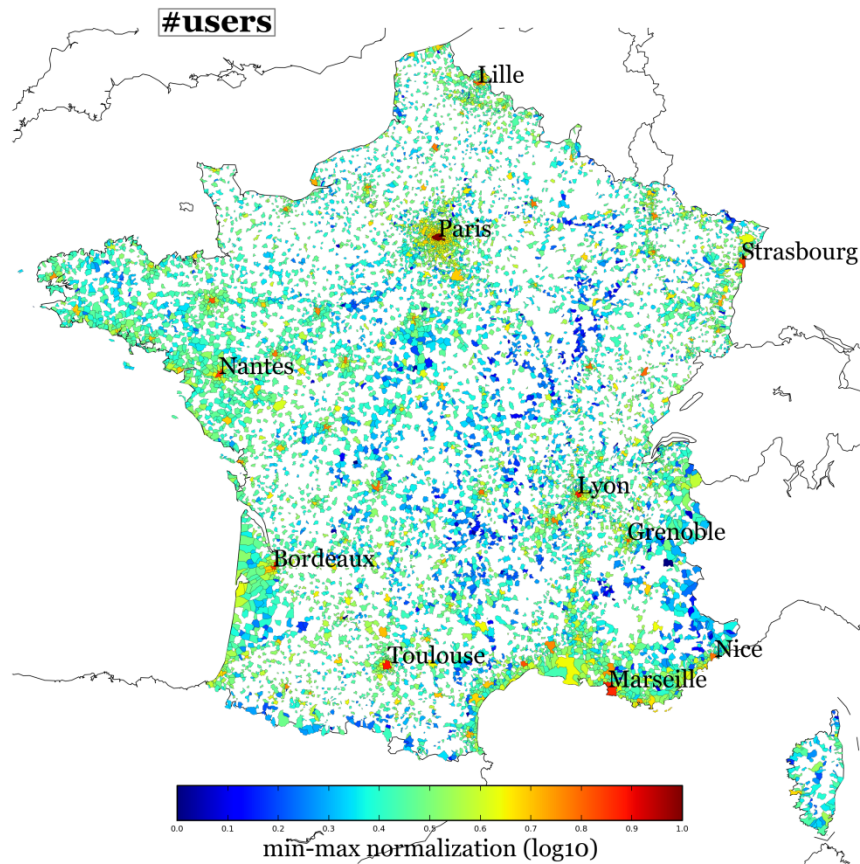 #users
Lille
Paris
Strasbourg
Nantes
Lyon
Grenoble
Bordeaux
Nice
Toulouse
Marseille
0.0 0.1 0.2 0.3 0.4 0.5 0.6 0.7 0.8 0.9 1.0
min-max normalization (log10)